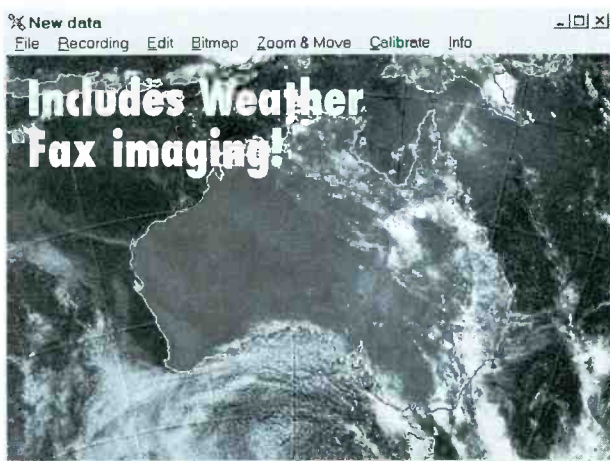 New data
File Recording Edit Bitmap Zoom & Move Calibrate Info
Includes Weather
Fax imaging!